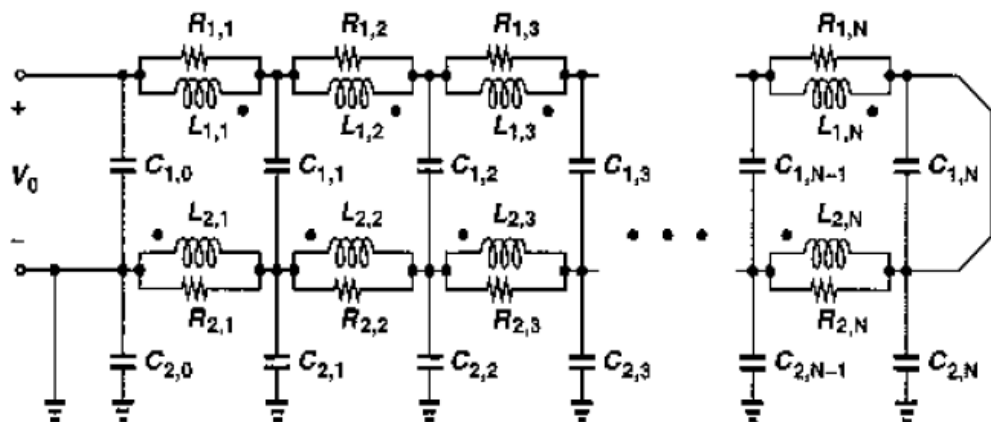 R1,1 R1,2 R1,3 R1,N
+ L1,1 L1,2 L1,3 L1,N
V0 C1,0 C1,1 C1,2 C1,3 C1,N−1 C1,N
− L2,1 L2,2 L2,3 L2,N
R2,1 R2,2 R2,3 R2,N
C2,0 C2,1 C2,2 C2,3 C2,N−1 C2,N